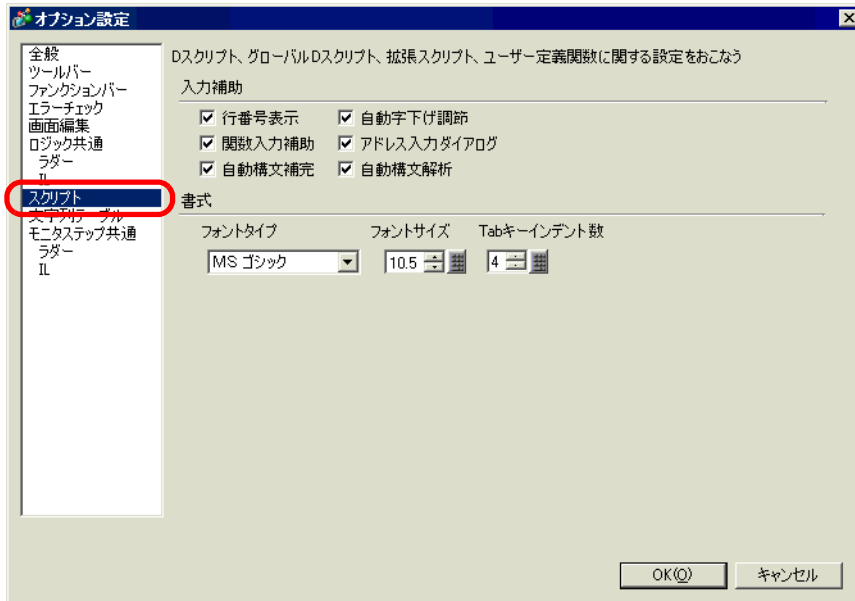 オプション設定
全般
ツールバー
ファンクションバー
エラーチェック
画面編集
ロジック共通
ラダー
IL
スクリプト
文字列テーブル
モニタステップ共通
ラダー
IL
Dスクリプト、グローバルDスクリプト、拡張スクリプト、ユーザー定義関数に関する設定をおこなう
入力補助
行番号表示 自動字下げ調節
関数入力補助 アドレス入力ダイアログ
自動構文補完 自動構文解析
書式
フォントタイプ フォントサイズ Tabキーインデント数
MS ゴシック 10.5 4
OK(O) キャンセル